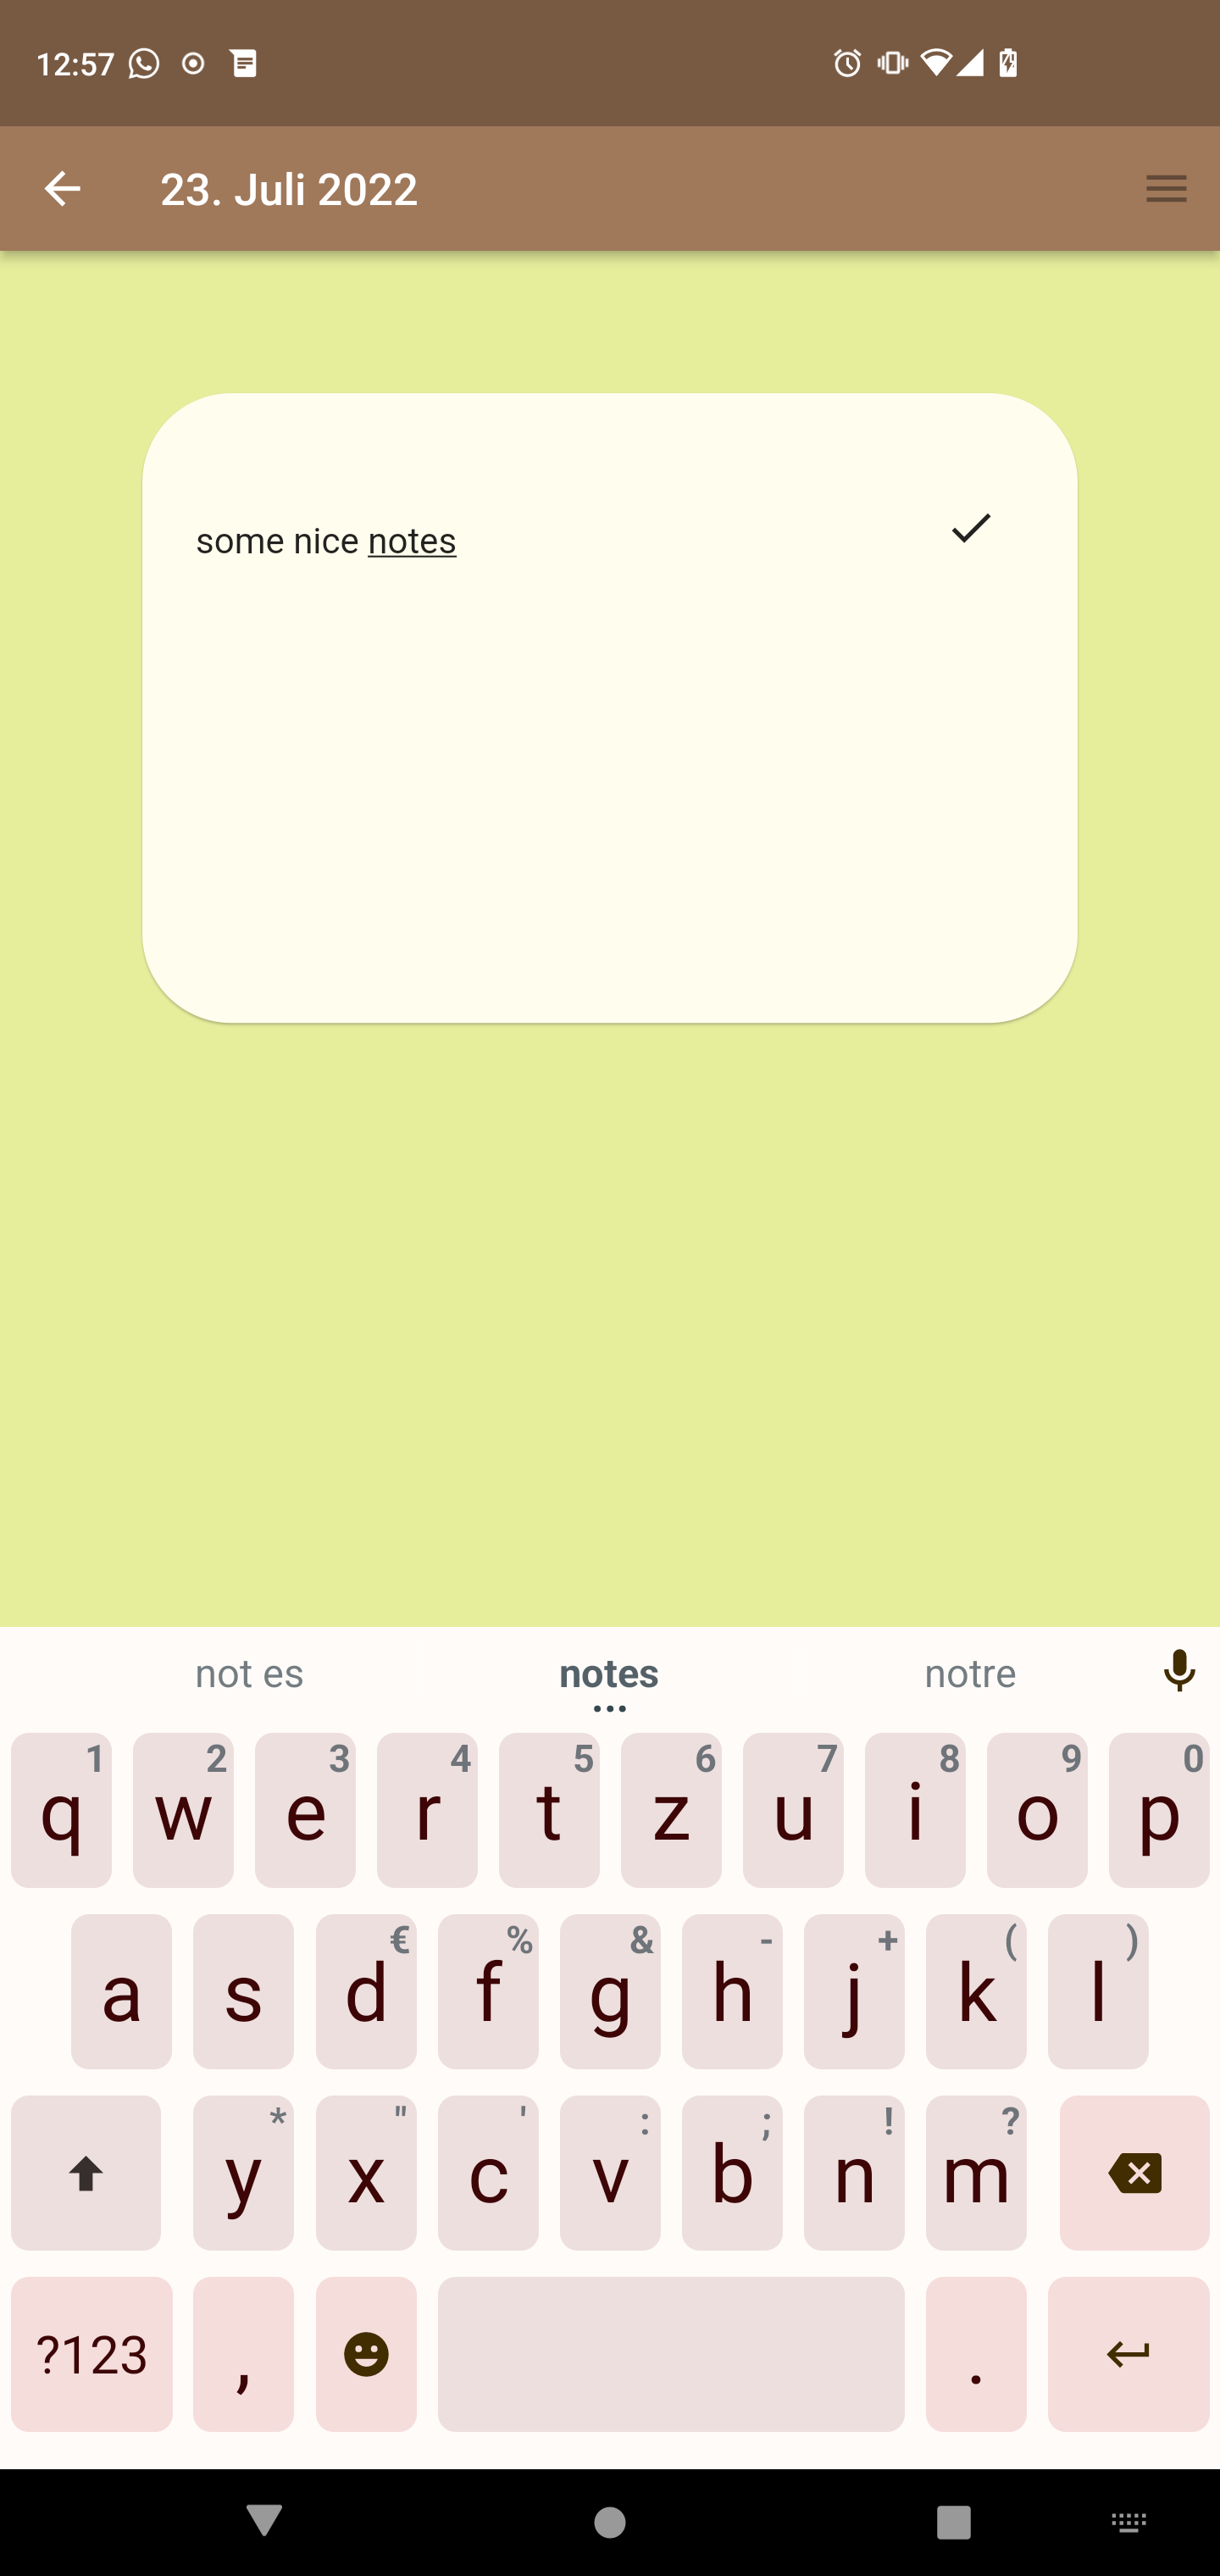 12:57
23. Juli 2022
some nice notes
not es notes notre
1 2 3 4 5 6 7 8 9 0
q w e r t z u i o p
€ % & - + ( )
a s d f g h j k l
* " ' : ; ! ?
y x c v b n m
?123 , .